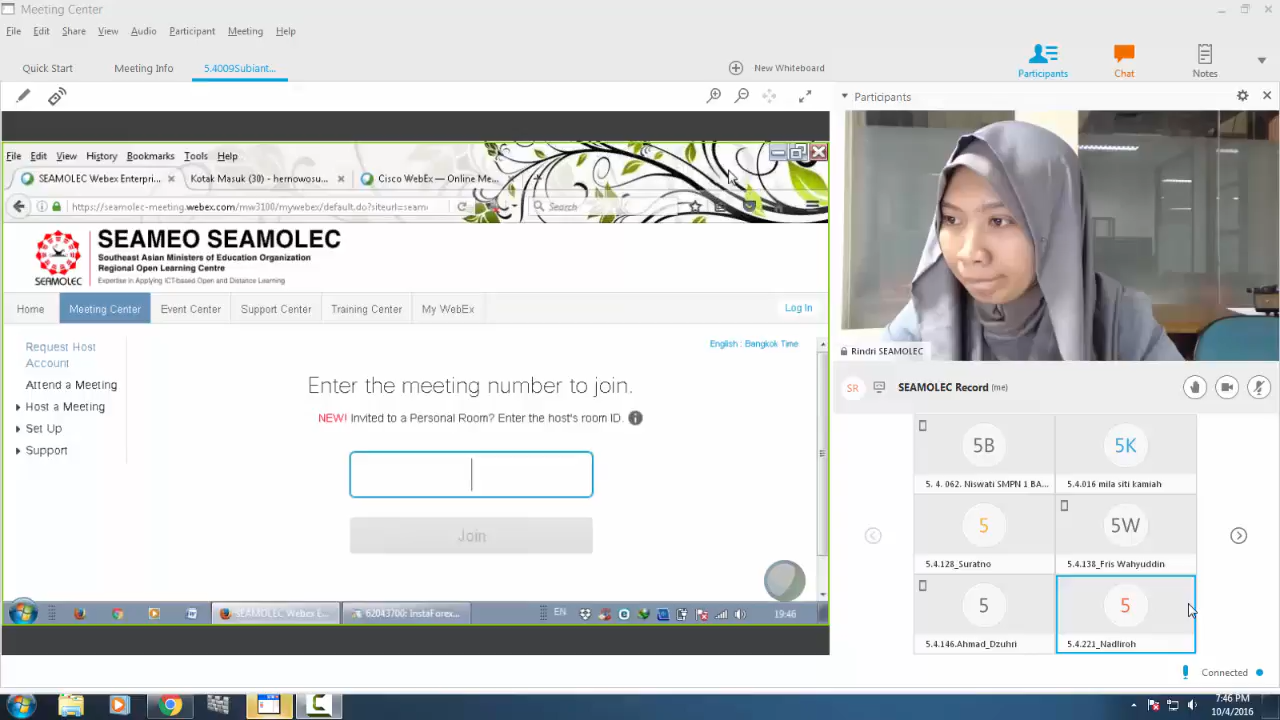 Meeting Center
File Edit Share View Audio Participant Meeting Help
Quick Start Meeting Info 5.4009Subiant... New Whiteboard
Participants Chat Notes
Participants
File Edit View History Bookmarks Tools Help
SEAMOLEC Webex Enterpri... Kotak Masuk (30) - hernowosu... Cisco WebEx — Online Me...
https://seamolec-meeting.webex.com/mw3100/mywebex/default.do?siteurl=seamo Search
SEAMOLEC
SEAMEO SEAMOLEC
Southeast Asian Ministers of Education Organization
Regional Open Learning Centre
Expertise in Applying ICT-based Open and Distance Learning
Home Meeting Center Event Center Support Center Training Center My WebEx Log In
English : Bangkok Time
Request Host
Account
Attend a Meeting
Host a Meeting
Set Up
Support
Enter the meeting number to join.
NEW! Invited to a Personal Room? Enter the host's room ID.
Join
SEAMOLEC Webex E... 62043700: InstaForex... EN 19:46
Rindri SEAMOLEC
SR SEAMOLEC Record (me)
5B 5K
5. 4. 062. Niswati SMPN 1 BA... 5.4.016 mila siti kamiah
5 5W
5.4.128_Suratno 5.4.138_Fris Wahyuddin
5 5
5.4.146.Ahmad_Dzuhri 5.4.221_Nadliroh
Connected
7:46 PM
10/4/2016